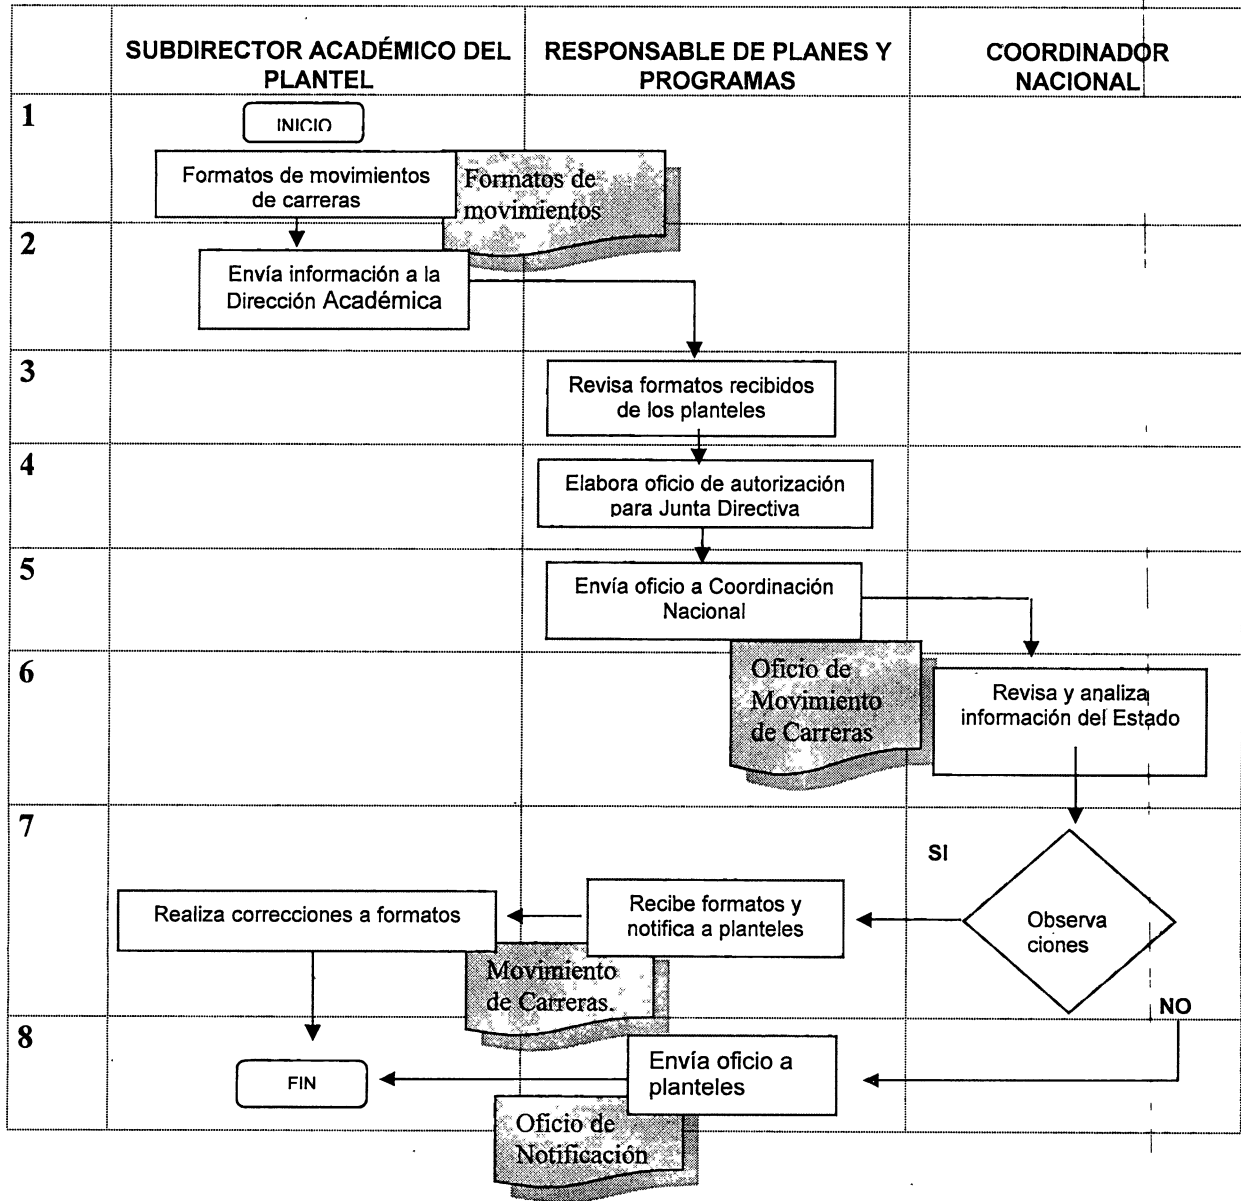 SUBDIRECTOR ACADÉMICO DEL
PLANTEL
RESPONSABLE DE PLANES Y
PROGRAMAS
COORDINADOR
NACIONAL
1
INICIO
Formatos de movimientos
de carreras
Formatos de
movimientos
2
Envía información a la
Dirección Académica
3
Revisa formatos recibidos
de los planteles
4
Elabora oficio de autorización
para Junta Directiva
5
Envía oficio a Coordinación
Nacional
6
Oficio de
Movimiento
de Carreras
Revisa y analiza
información del Estado
7
SI
Observa
ciones
Recibe formatos y
notifica a planteles
Realiza correcciones a formatos
Movimiento
de Carreras.
NO
8
Envía oficio a
planteles
FIN
Oficio de
Notificación